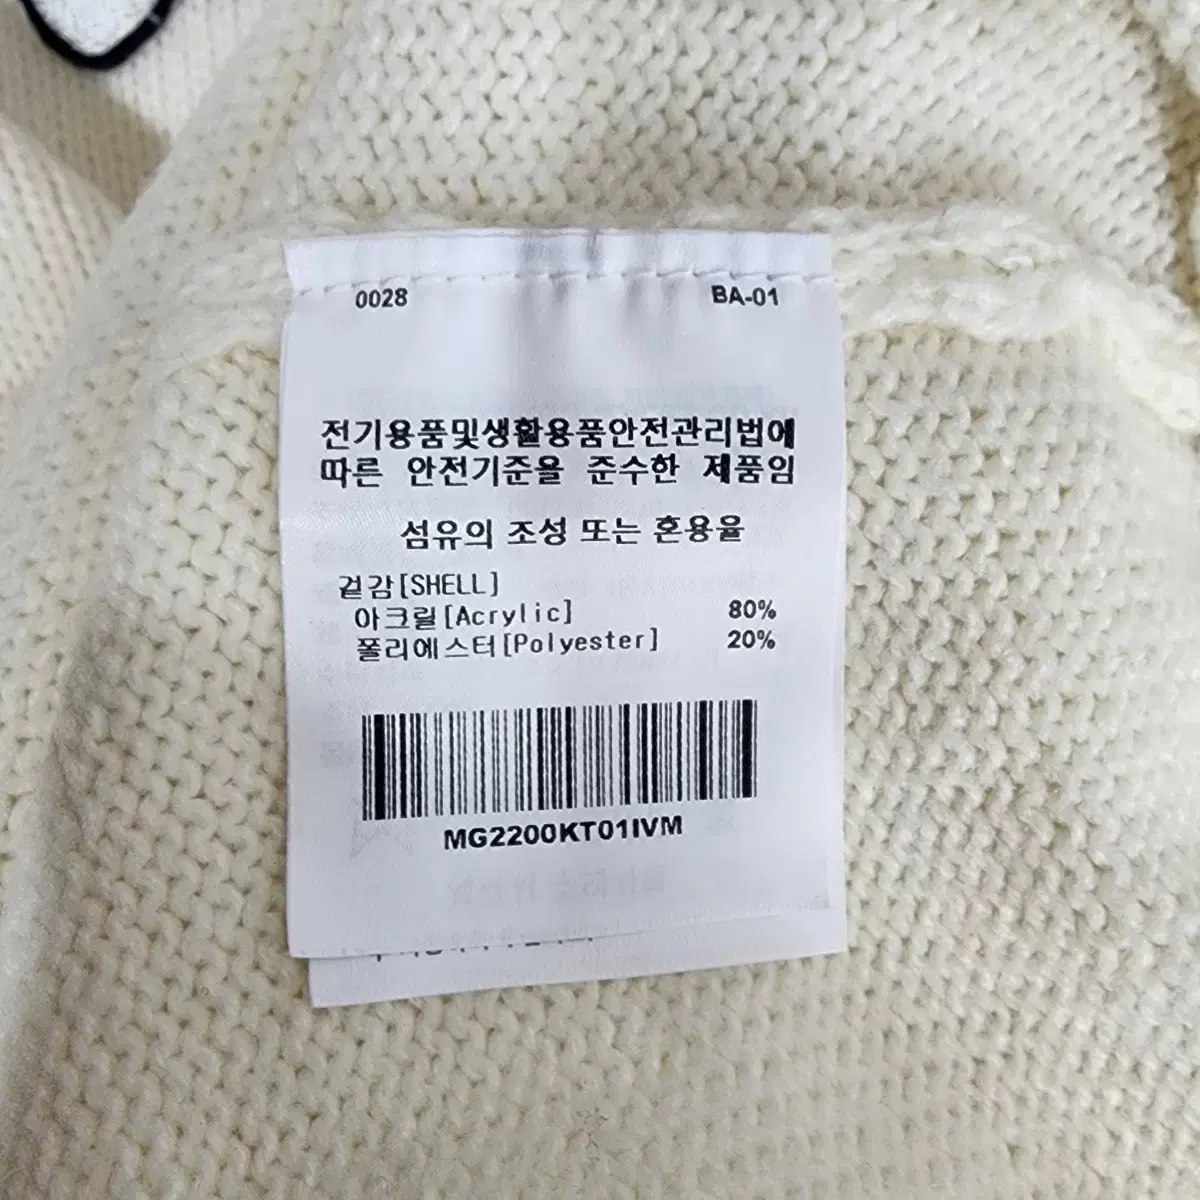 0028 BA-01
전기용품및생활용품안전관리법에
따른 안전기준을 준수한 제품임
섬유의 조성 또는 혼용율
겉감[SHELL]
아크릴[Acrylic] 80%
폴리에스터[Polyester] 20%
MG2200KT01IVM